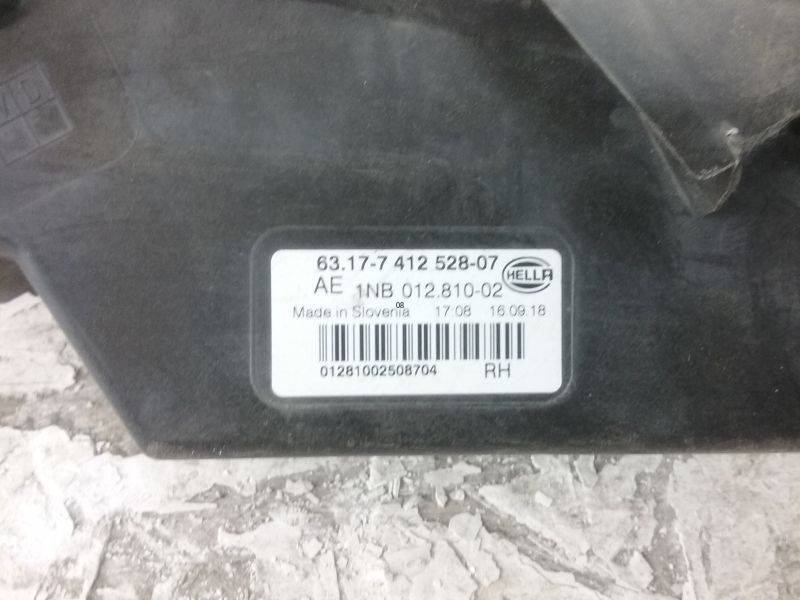 MD
63.17-7 412 528-07
HELLA
AE 1NB 012.810-02
Made in Slovenia 08 17:08 16.09.18
01281002508704 RH